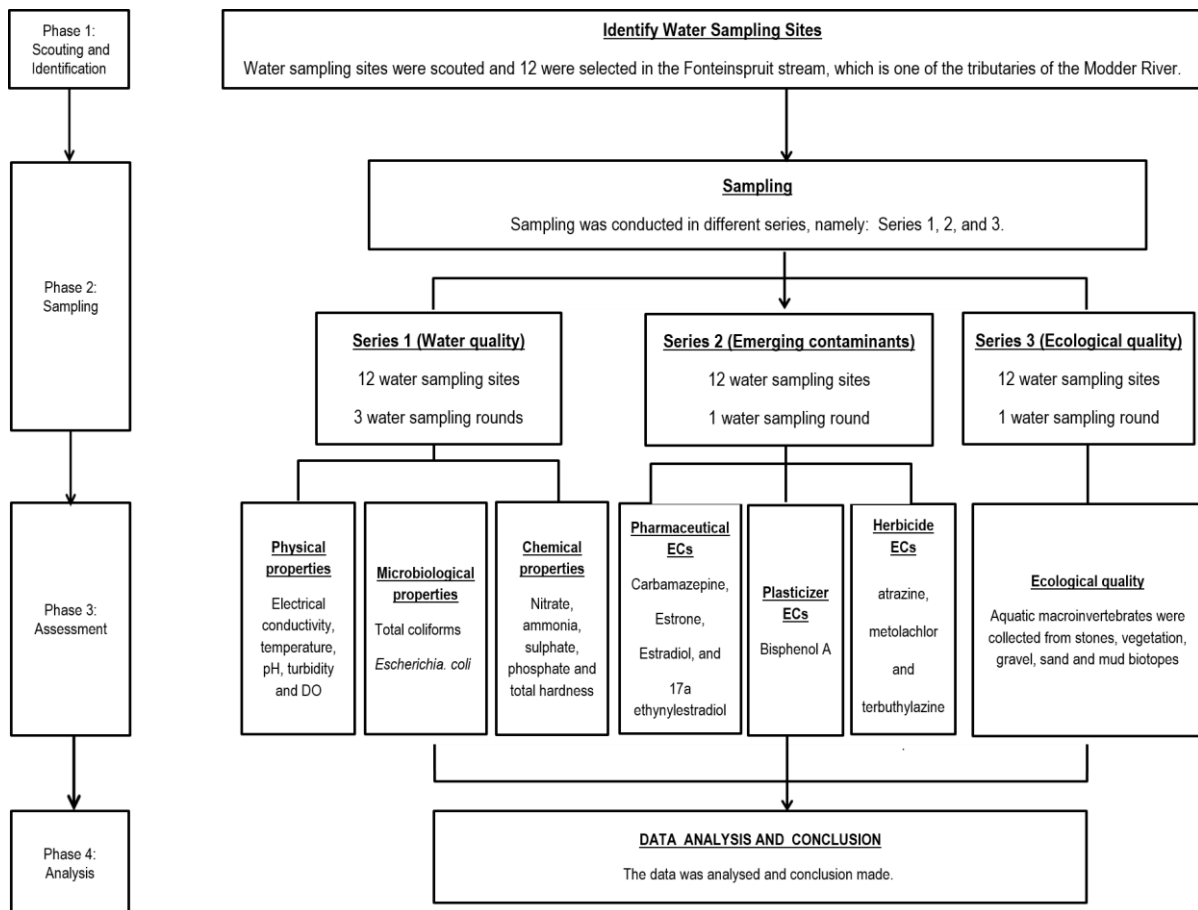 Phase 1:
Scouting and
Identification
Identify Water Sampling Sites
Water sampling sites were scouted and 12 were selected in the Fonteinspruit stream, which is one of the tributaries of the Modder River.
Phase 2:
Sampling
Sampling
Sampling was conducted in different series, namely: Series 1, 2, and 3.
Series 1 (Water quality)
12 water sampling sites
3 water sampling rounds
Series 2 (Emerging contaminants)
12 water sampling sites
1 water sampling round
Series 3 (Ecological quality)
12 water sampling sites
1 water sampling round
Phase 3:
Assessment
Physical
properties
Electrical
conductivity,
temperature,
pH, turbidity
and DO
Microbiological
properties
Total coliforms
Escherichia. coli
Chemical
properties
Nitrate,
ammonia,
sulphate,
phosphate and
total hardness
Pharmaceutical
ECs
Carbamazepine,
Estrone,
Estradiol, and
17a
ethynylestradiol
Plasticizer
ECs
Bisphenol A
Herbicide
ECs
atrazine,
metolachlor
and
terbuthylazine
.
Ecological quality
Aquatic macroinvertebrates were
collected from stones, vegetation,
gravel, sand and mud biotopes
Phase 4:
Analysis
DATA ANALYSIS AND CONCLUSION
The data was analysed and conclusion made.